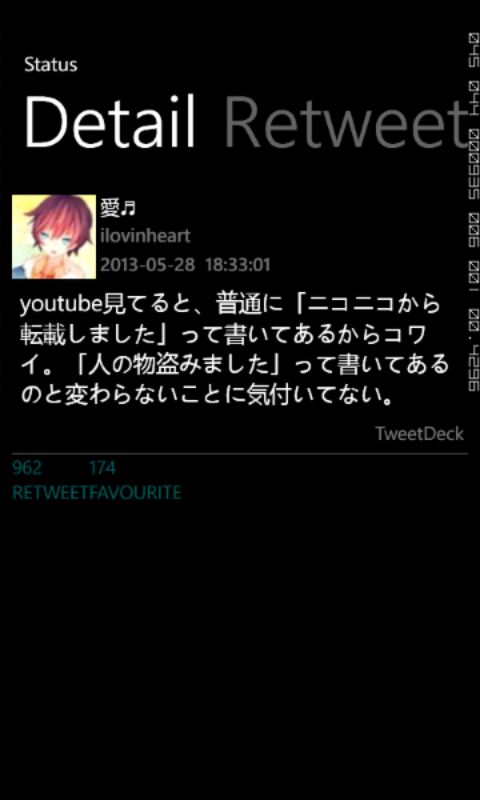 Status
Detail Retweet
愛♬
ilovinheart
2013-05-28 18:33:01
youtube見てると、普通に「ニコニコから
転載しました」って書いてあるからコワ
イ。「人の物盗みました」って書いてある
のと変わらないことに気付いてない。
TweetDeck
962 174
RETWEETFAVOURITE